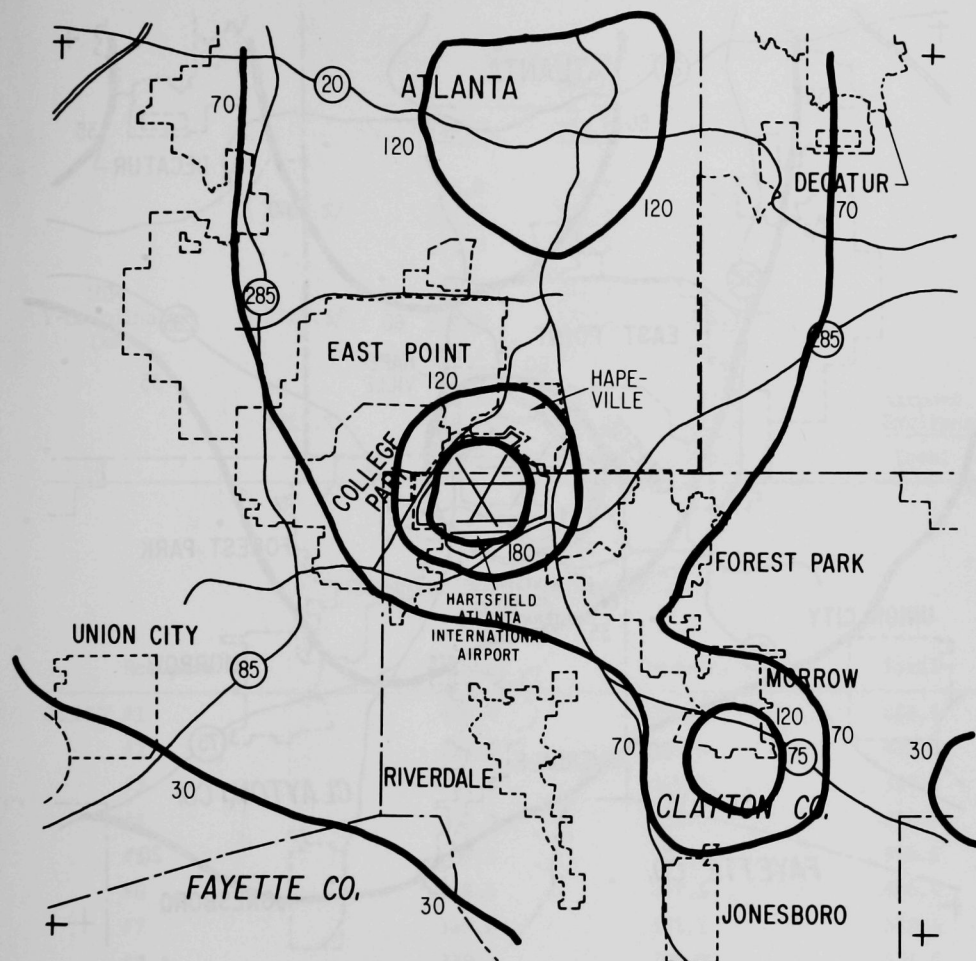 20
ATLANTA
70
120
DECATUR
120
70
285
EAST POINT
120
HAPE-
VILLE
285
COLLEGE
PARK
180
FOREST PARK
HARTSFIELD
ATLANTA
INTERNATIONAL
AIRPORT
UNION CITY
85
MORROW
120
70
70
75
30
30
RIVERDALE
CLAYTON CO.
FAYETTE CO.
30
JONESBORO